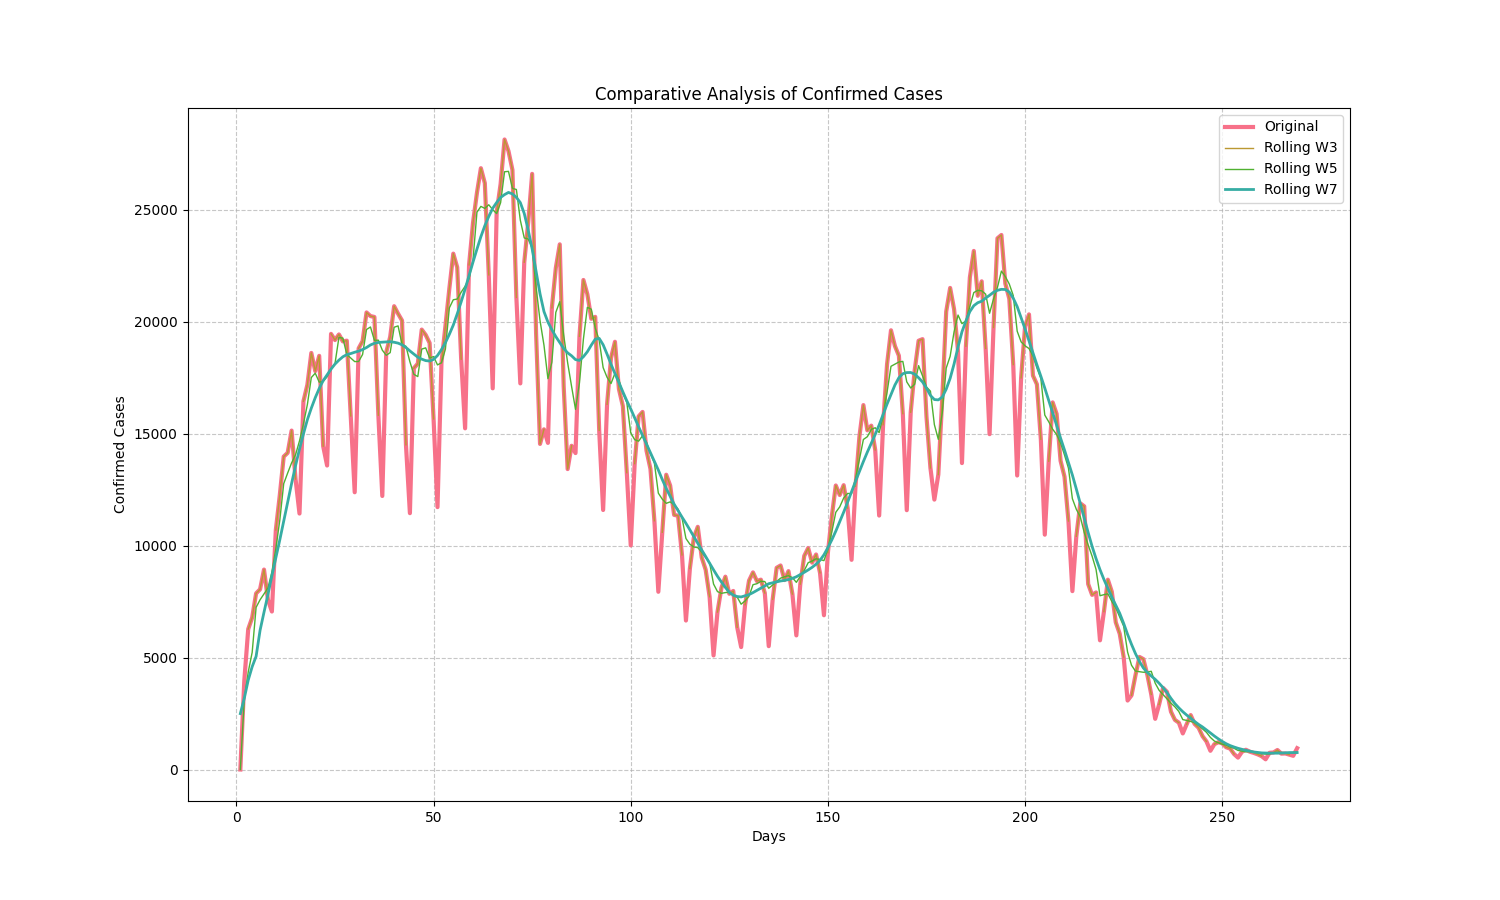 Comparative Analysis of Confirmed Cases
Original
Rolling W3
Rolling W5
Rolling W7
Confirmed Cases
25000
20000
15000
10000
5000
0
0 50 100 150 200 250
Days